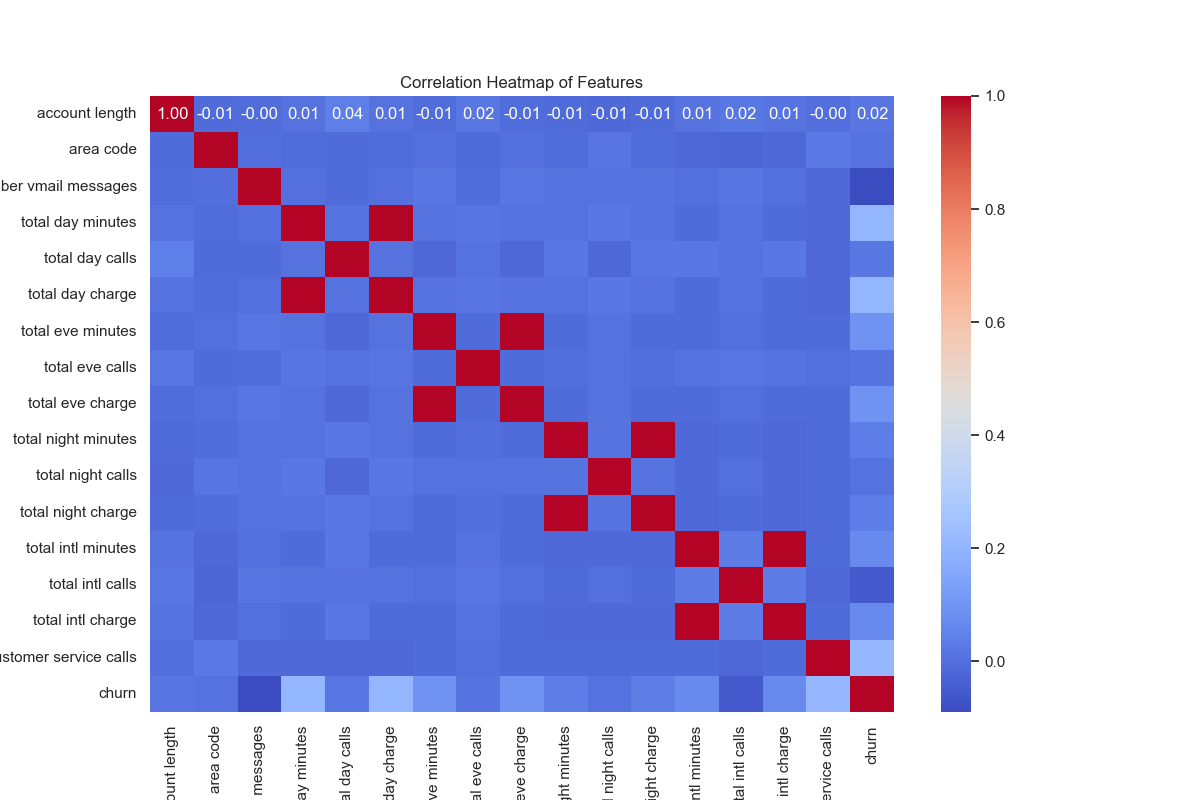 Correlation Heatmap of Features
account length 1.00 -0.01 -0.00 0.01 0.04 0.01 -0.01 0.02 -0.01 -0.01 -0.01 -0.01 0.01 0.02 0.01 -0.00 0.02
area code
ber vmail messages
total day minutes
total day calls
total day charge
total eve minutes
total eve calls
total eve charge
total night minutes
total night calls
total night charge
total intl minutes
total intl calls
total intl charge
ustomer service calls
churn
ount length
area code
messages
ay minutes
al day calls
day charge
ve minutes
al eve calls
eve charge
ght minutes
l night calls
ight charge
ntl minutes
tal intl calls
intl charge
ervice calls
churn
1.0
0.8
0.6
0.4
0.2
0.0